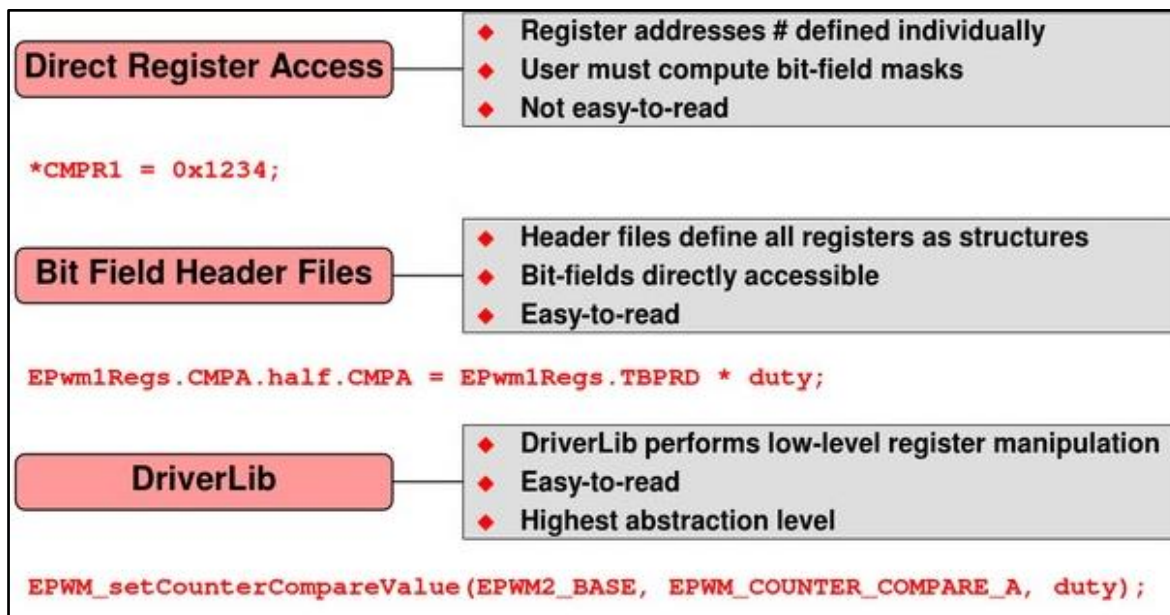 Direct Register Access
◆ Register addresses # defined individually
◆ User must compute bit-field masks
◆ Not easy-to-read
*CMPR1 = 0x1234;
Bit Field Header Files
◆ Header files define all registers as structures
◆ Bit-fields directly accessible
◆ Easy-to-read
EPwm1Regs.CMPA.half.CMPA = EPwm1Regs.TBPRD * duty;
DriverLib
◆ DriverLib performs low-level register manipulation
◆ Easy-to-read
◆ Highest abstraction level
EPWM_setCounterCompareValue(EPWM2_BASE, EPWM_COUNTER_COMPARE_A, duty);